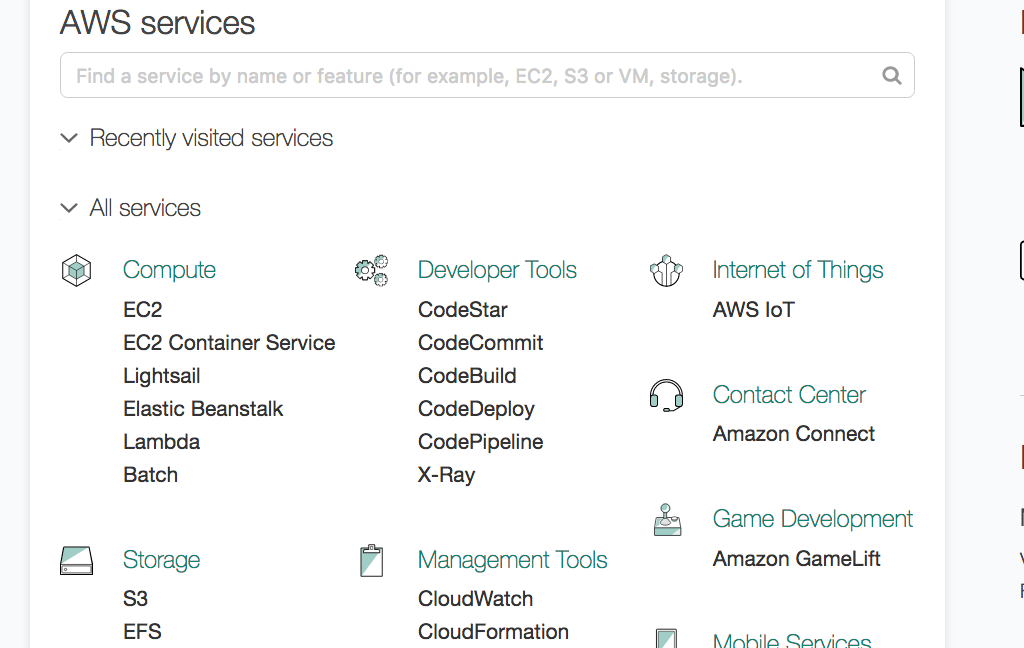 AWS services
Find a service by name or feature (for example, EC2, S3 or VM, storage).
Recently visited services
All services
Compute
EC2
EC2 Container Service
Lightsail
Elastic Beanstalk
Lambda
Batch
Storage
S3
EFS
Developer Tools
CodeStar
CodeCommit
CodeBuild
CodeDeploy
CodePipeline
X-Ray
Management Tools
CloudWatch
CloudFormation
Internet of Things
AWS IoT
Contact Center
Amazon Connect
Game Development
Amazon GameLift
Mobile Services